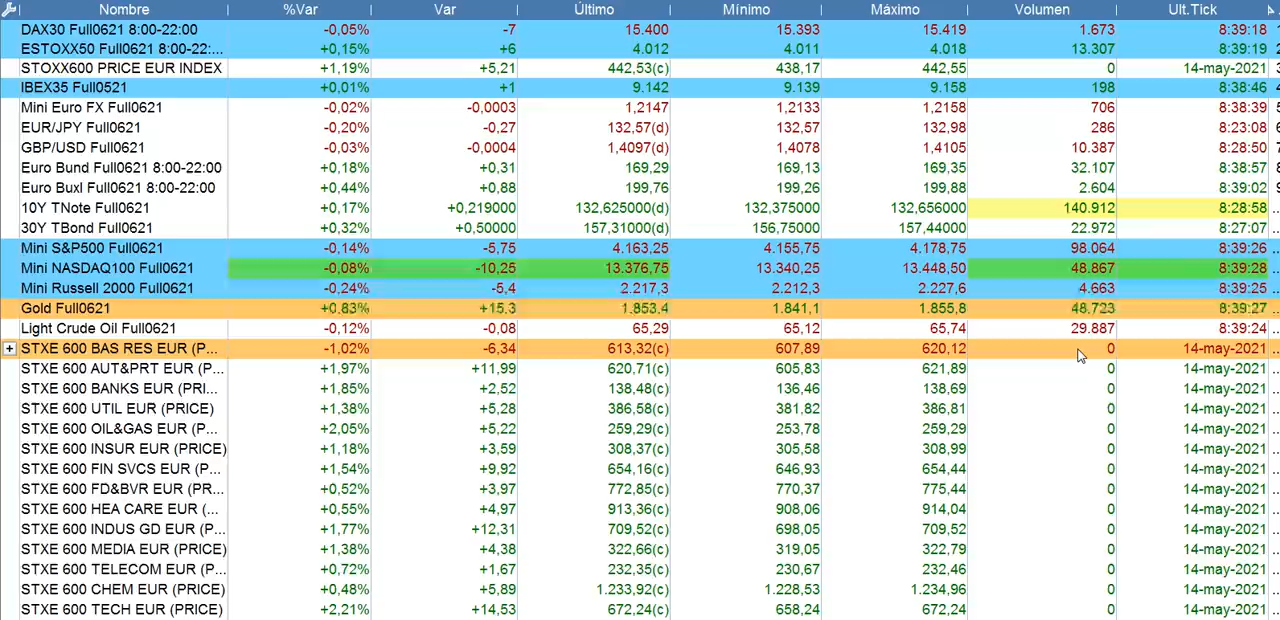 Nombre %Var Var Último Mínimo Máximo Volumen Ult.Tick
DAX30 Full0621 8:00-22:00 -0,05% -7 15.400 15.393 15.419 1.673 8:39:18
ESTOXX50 Full0621 8:00-22:... +0,15% +6 4.012 4.011 4.018 13.307 8:39:19
STOXX600 PRICE EUR INDEX +1,19% +5,21 442,53(c) 438,17 442,55 0 14-may-2021
IBEX35 Full0521 +0,01% +1 9.142 9.139 9.158 198 8:38:46
Mini Euro FX Full0621 -0,02% -0,0003 1,2147 1,2133 1,2158 706 8:38:39
EUR/JPY Full0621 -0,20% -0,27 132,57(d) 132,57 132,98 286 8:23:08
GBP/USD Full0621 -0,03% -0,0004 1,4097(d) 1,4078 1,4105 10.387 8:28:50
Euro Bund Full0621 8:00-22:00 +0,18% +0,31 169,29 169,13 169,35 32.107 8:38:57
Euro Buxl Full0621 8:00-22:00 +0,44% +0,88 199,76 199,26 199,88 2.604 8:39:02
10Y TNote Full0621 +0,17% +0,219000 132,625000(d) 132,375000 132,656000 140.912 8:28:58
30Y TBond Full0621 +0,32% +0,50000 157,31000(d) 156,75000 157,44000 22.972 8:27:07
Mini S&P500 Full0621 -0,14% -5,75 4.163,25 4.155,75 4.178,75 98.064 8:39:26
Mini NASDAQ100 Full0621 -0,08% -10,25 13.376,75 13.340,25 13.448,50 48.867 8:39:28
Mini Russell 2000 Full0621 -0,24% -5,4 2.217,3 2.212,3 2.227,6 4.663 8:39:25
Gold Full0621 +0,83% +15,3 1.853,4 1.841,1 1.855,8 48.723 8:39:27
Light Crude Oil Full0621 -0,12% -0,08 65,29 65,12 65,74 29.887 8:39:24
STXE 600 BAS RES EUR (P... -1,02% -6,34 613,32(c) 607,89 620,12 0 14-may-2021
STXE 600 AUT&PRT EUR (P... +1,97% +11,99 620,71(c) 605,83 621,89 0 14-may-2021
STXE 600 BANKS EUR (PRI... +1,85% +2,52 138,48(c) 136,46 138,69 0 14-may-2021
STXE 600 UTIL EUR (PRICE) +1,38% +5,28 386,58(c) 381,82 386,81 0 14-may-2021
STXE 600 OIL&GAS EUR (P... +2,05% +5,22 259,29(c) 253,78 259,29 0 14-may-2021
STXE 600 INSUR EUR (PRICE) +1,18% +3,59 308,37(c) 305,58 308,99 0 14-may-2021
STXE 600 FIN SVCS EUR (P... +1,54% +9,92 654,16(c) 646,93 654,44 0 14-may-2021
STXE 600 FD&BVR EUR (PR... +0,52% +3,97 772,85(c) 770,37 775,44 0 14-may-2021
STXE 600 HEA CARE EUR (... +0,55% +4,97 913,36(c) 908,06 914,04 0 14-may-2021
STXE 600 INDUS GD EUR (P... +1,77% +12,31 709,52(c) 698,05 709,52 0 14-may-2021
STXE 600 MEDIA EUR (PRICE) +1,38% +4,38 322,66(c) 319,05 322,79 0 14-may-2021
STXE 600 TELECOM EUR (P... +0,72% +1,67 232,35(c) 230,67 232,46 0 14-may-2021
STXE 600 CHEM EUR (PRICE) +0,48% +5,89 1.233,92(c) 1.228,53 1.234,96 0 14-may-2021
STXE 600 TECH EUR (PRICE) +2,21% +14,53 672,24(c) 658,24 672,24 0 14-may-2021